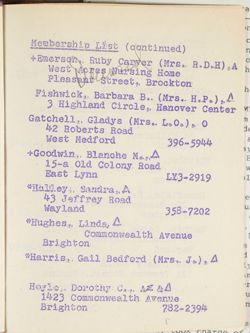 Membership List (continued)
+Emerson, Ruby Carver (Mrs. R.D.H), Δ
West Acres Nursing Home
Pleasant Street, Brockton
Fishwick, Barbara B. (Mrs. H.P.), Δ
3 Highland Circle, Hanover Center
Gatchell, Gladys (Mrs. L.O.), O
42 Roberts Road
West Medford 396-5944
+Goodwin, Blanche M., Δ
15-a Old Colony Road
East Lynn LY3-2919
*Halley, Sandra, Δ
43 Jeffrey Road
Wayland 358-7202
*Hughes, Linda, Δ
Commonwealth Avenue
Brighton
*Harris, Gail Bedford (Mrs. J.), Δ
Hoyle, Dorothy C.,
1423 Commonwealth Avenue
Brighton 782-2394